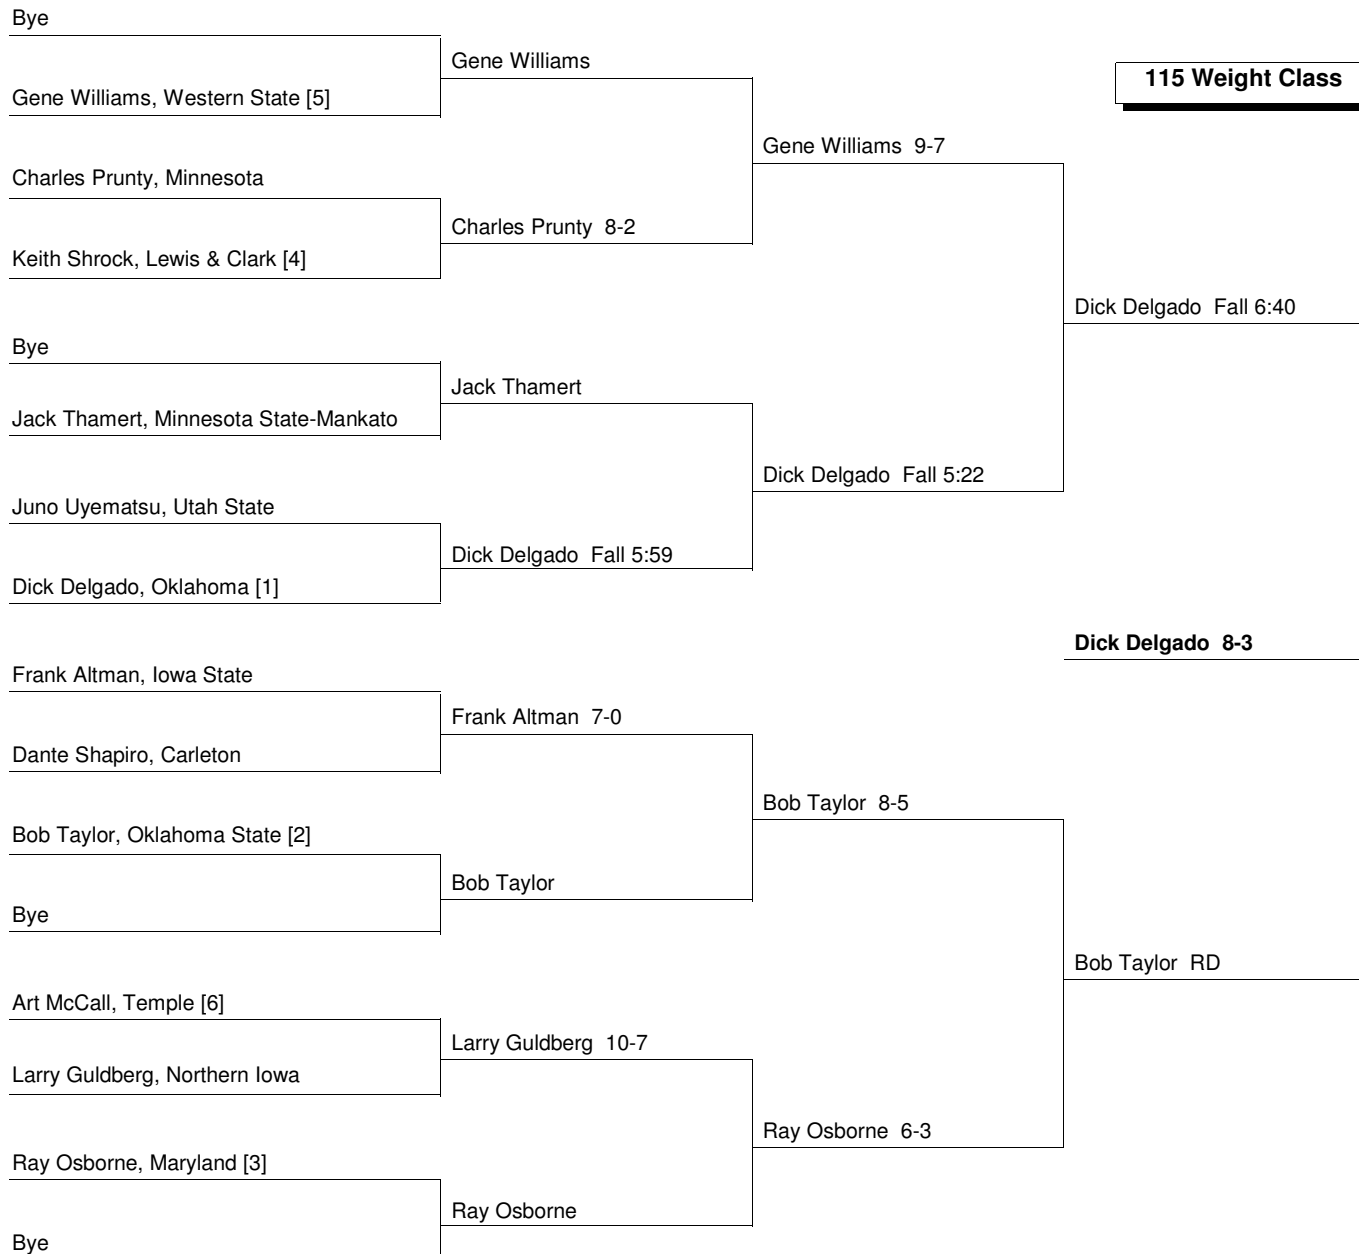 Bye
Gene Williams
115 Weight Class
Gene Williams, Western State [5]
Gene Williams 9-7
Charles Prunty, Minnesota
Charles Prunty 8-2
Keith Shrock, Lewis & Clark [4]
Dick Delgado Fall 6:40
Bye
Jack Thamert
Jack Thamert, Minnesota State-Mankato
Dick Delgado Fall 5:22
Juno Uyematsu, Utah State
Dick Delgado Fall 5:59
Dick Delgado, Oklahoma [1]
Dick Delgado 8-3
Frank Altman, Iowa State
Frank Altman 7-0
Dante Shapiro, Carleton
Bob Taylor 8-5
Bob Taylor, Oklahoma State [2]
Bob Taylor
Bye
Bob Taylor RD
Art McCall, Temple [6]
Larry Guldberg 10-7
Larry Guldberg, Northern Iowa
Ray Osborne 6-3
Ray Osborne, Maryland [3]
Ray Osborne
Bye